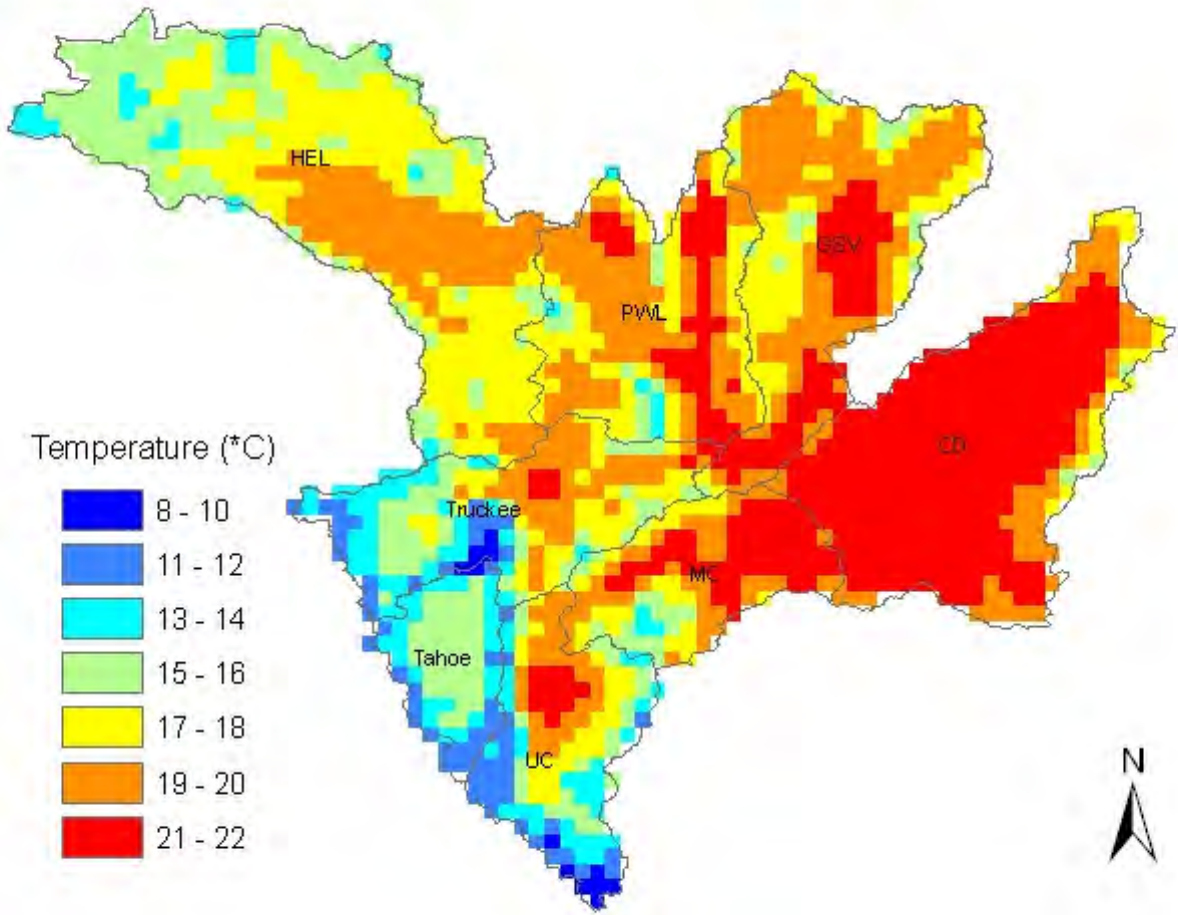 HEL
GSV
PWL
CD
Temperature (*C)
8 - 10
11 - 12
13 - 14
15 - 16
17 - 18
19 - 20
21 - 22
Truckee
MC
Tahoe
UC
N